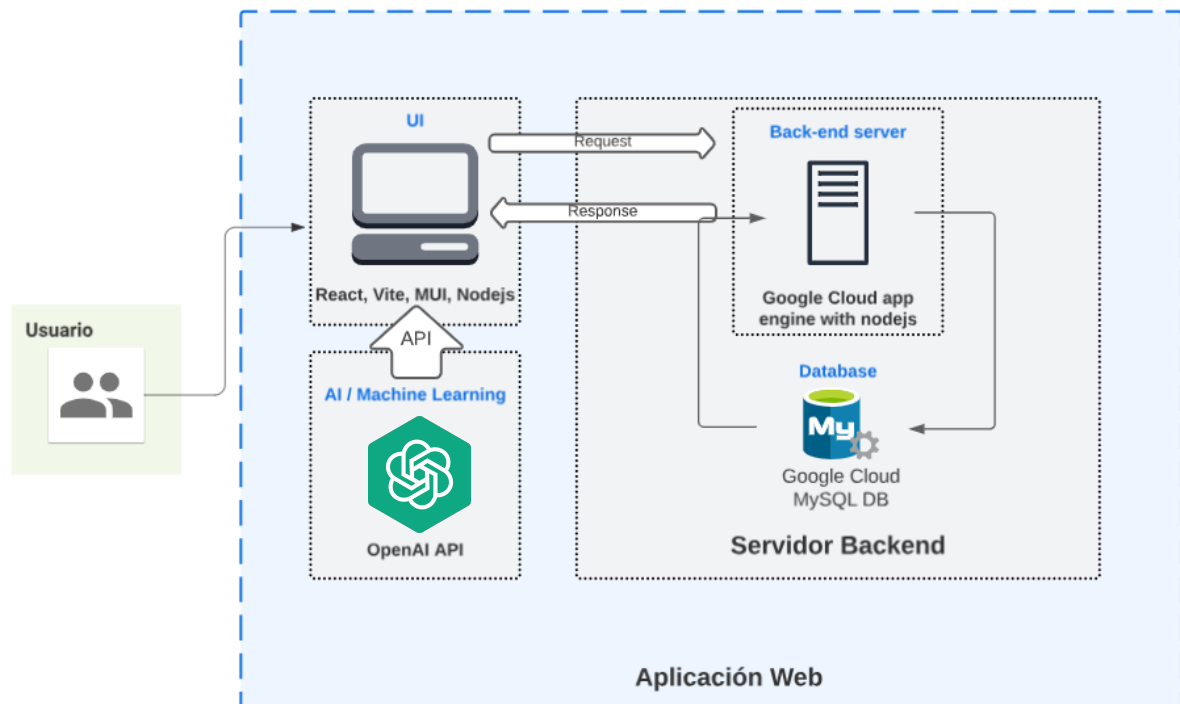 Usuario
UI
React, Vite, MUI, Nodejs
API
AI / Machine Learning
OpenAI API
Request
Response
Back-end server
Google Cloud app
engine with nodejs
Database
My
Google Cloud
MySQL DB
Servidor Backend
Aplicación Web